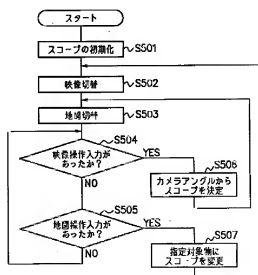 スタート
スコープの初期化
S501
映像切替
S502
地図切替
S503
S504
映像操作入力が
あったか?
YES
S506
カメラアングルから
スコープを決定
NO
S505
地図操作入力が
あったか?
YES
S507
指定対象物に
スコープを変更
NO